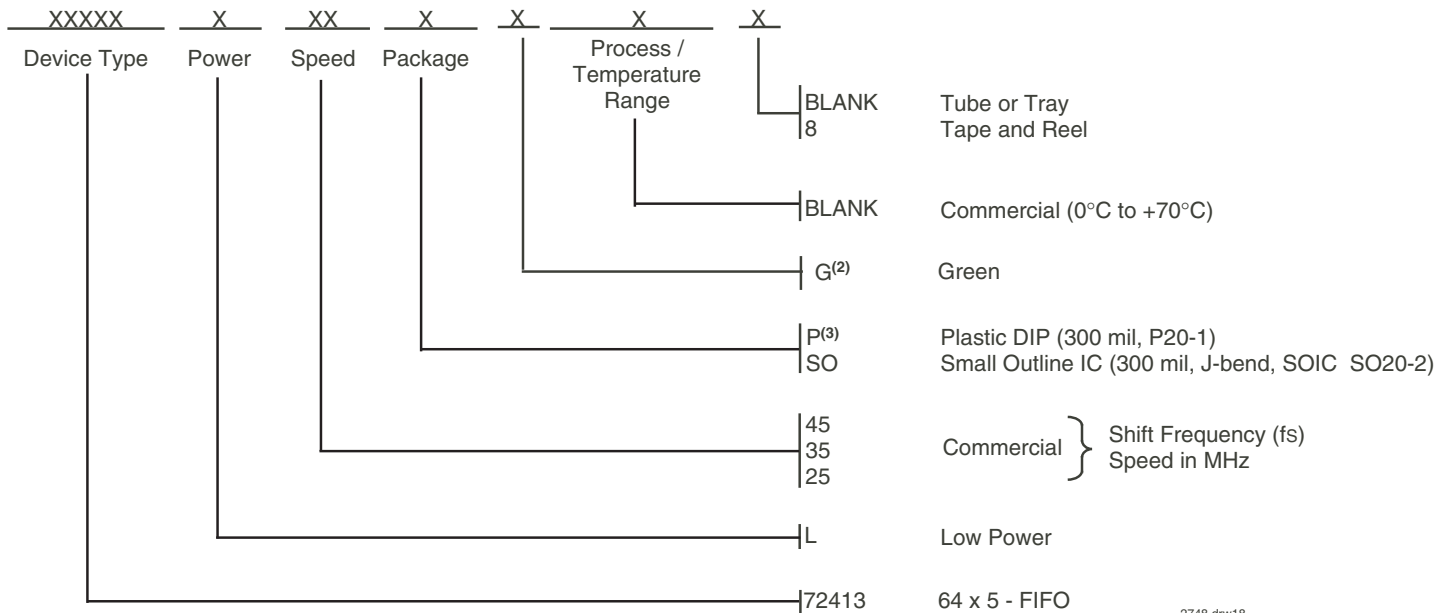 XXXXX X XX X X X X
Device Type Power Speed Package Process /
Temperature
Range
BLANK Tube or Tray
8 Tape and Reel
BLANK Commercial (0°C to +70°C)
G(2) Green
P(3) Plastic DIP (300 mil, P20-1)
SO Small Outline IC (300 mil, J-bend, SOIC SO20-2)
45
35
25
Commercial } Shift Frequency (fs)
Speed in MHz
L Low Power
72413 64 x 5 - FIFO
2748 drw18